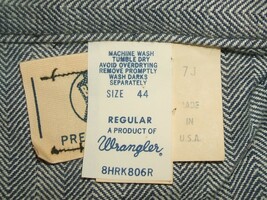 MACHINE WASH
TUMBLE DRY
AVOID OVERDRYING
REMOVE PROMPTLY
WASH DARKS
SEPARATELY
SIZE 44
REGULAR
A PRODUCT OF
Wrangler®
8HRK806R
PRE
MADE
IN
U.S.A.